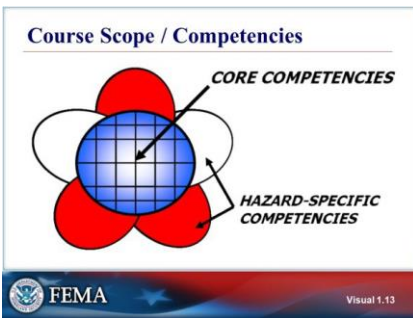 Course Scope / Competencies
CORE COMPETENCIES
HAZARD-SPECIFIC
COMPETENCIES
FEMA
Visual 1.13